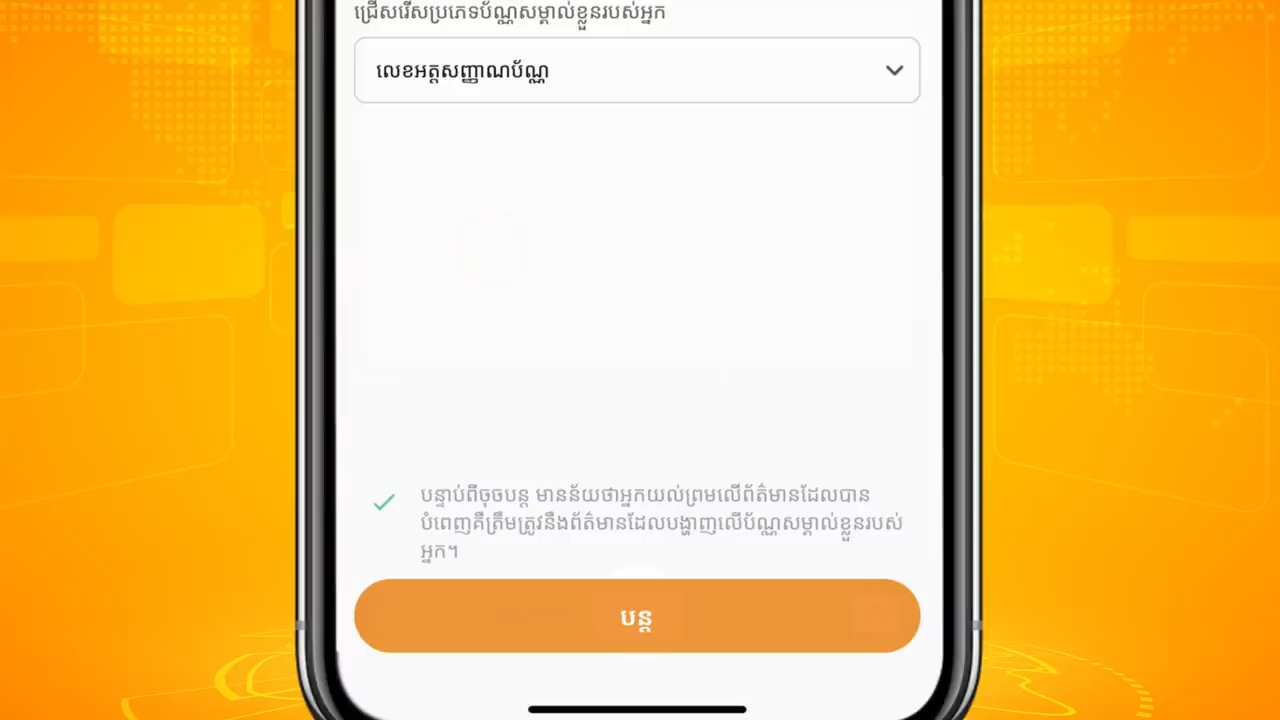 ជ្រើសរើសប្រភេទប័ណ្ណសម្គាល់ខ្លួនរបស់អ្នក
លេខអត្តសញ្ញាណប័ណ្ណ
បន្ទាប់ពីចុចបន្ត មានន័យថាអ្នកយល់ព្រមលើព័ត៌មានដែលបាន
បំពេញគឺត្រឹមត្រូវនឹងព័ត៌មានដែលបង្ហាញលើប័ណ្ណសម្គាល់ខ្លួនរបស់
អ្នក។
បន្ត